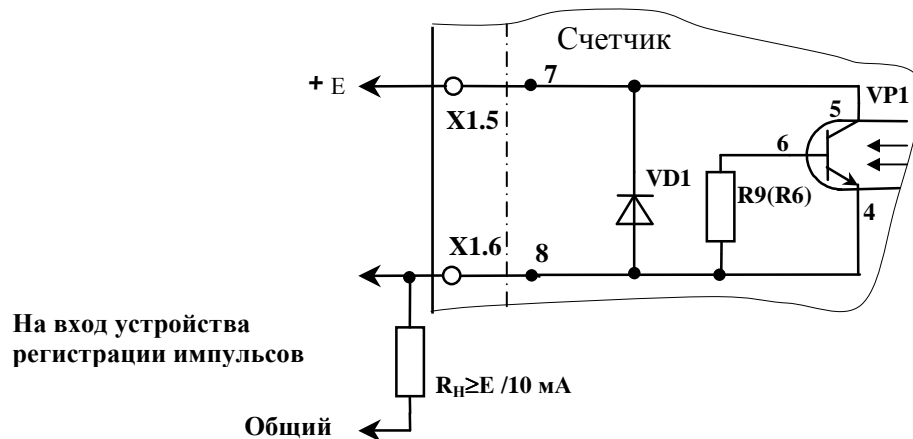 Счетчик
+ E
7
VP1
X1.5
5
6
VD1
R9(R6)
4
X1.6
8
На вход устройства
регистрации импульсов
RН≥E /10 мА
Общий